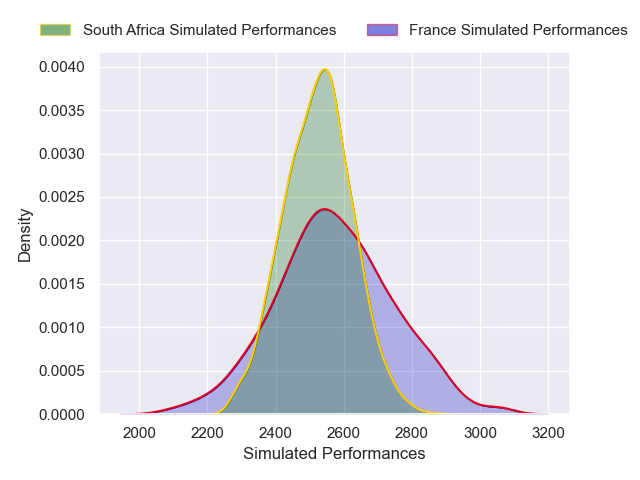 South Africa Simulated Performances France Simulated Performances
0.0040
0.0035
0.0030
0.0025
0.0020
0.0015
0.0010
0.0005
0.0000
Density
2000 2200 2400 2600 2800 3000 3200
Simulated Performances